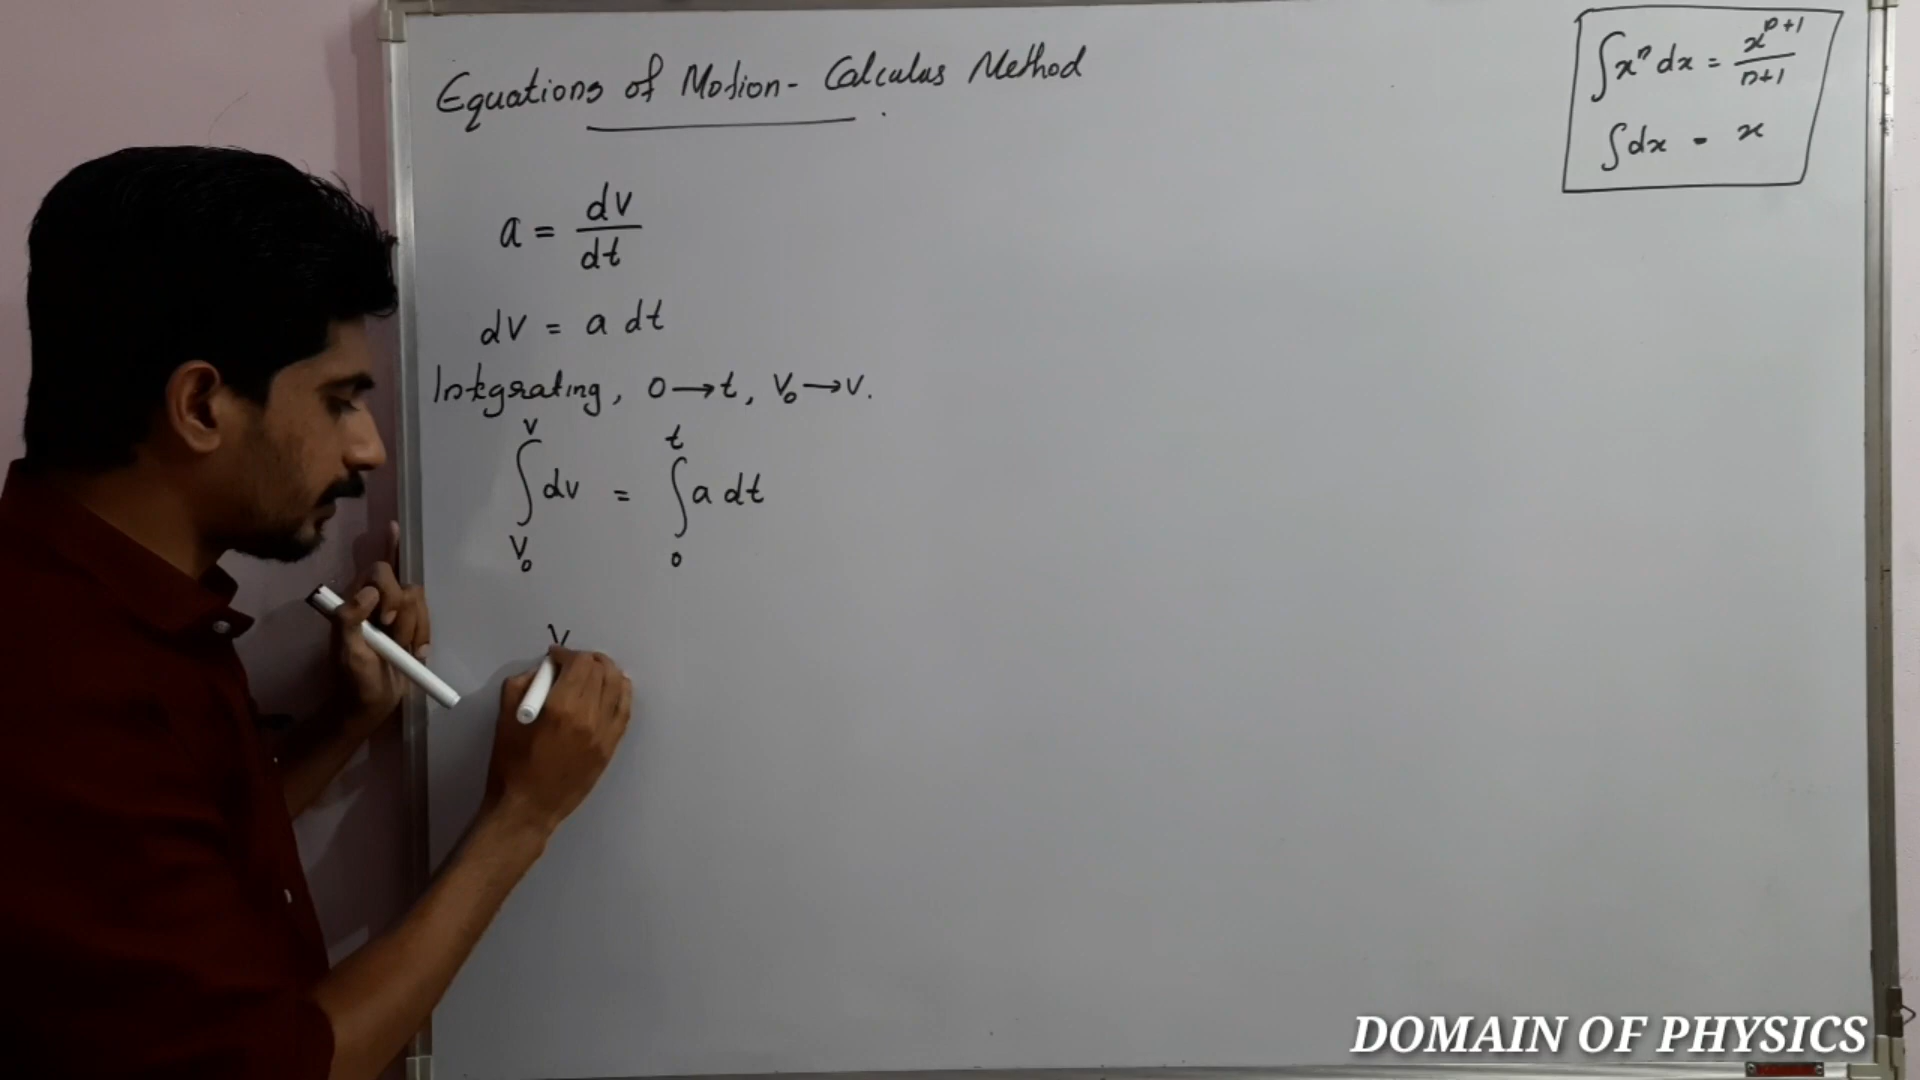 Equations of Motion - Calculus Method
∫xⁿ dx = xⁿ⁺¹/n+1
∫dx = x
a = dv/dt
dv = a dt
Integrating, 0→t, V₀→V.
∫ᵥ₀ᵛ dv = ∫₀ᵗ a dt
V
DOMAIN OF PHYSICS